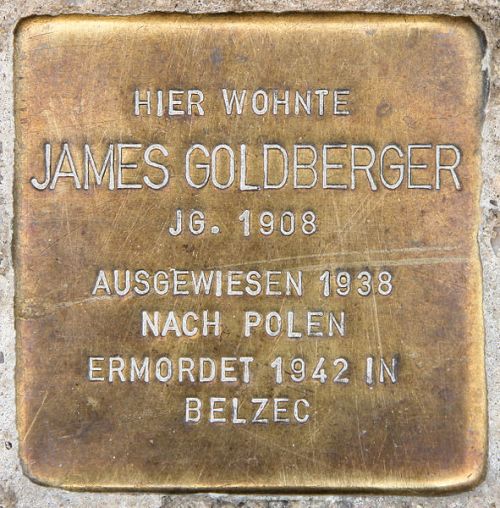 HIER WOHNTE
JAMES GOLDBERGER
JG. 1908
AUSGEWIESEN 1938
NACH POLEN
ERMORDET 1942 IN
BELZEC